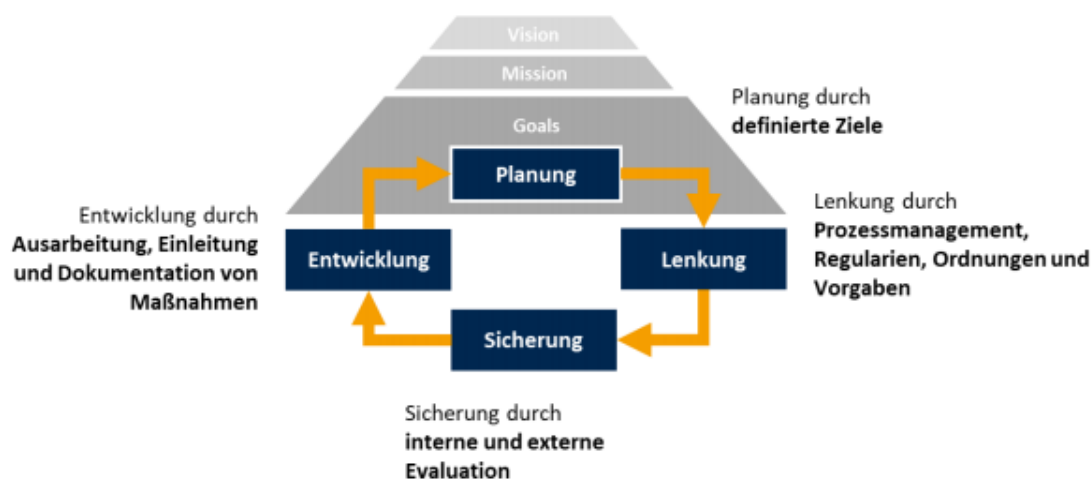 Vision
Mission
Goals
Planung durch
definierte Ziele
Planung
Lenkung durch
Prozessmanagement,
Regularien, Ordnungen und
Vorgaben
Entwicklung durch
Ausarbeitung, Einleitung
und Dokumentation von
Maßnahmen
Entwicklung
Lenkung
Sicherung
Sicherung durch
interne und externe
Evaluation